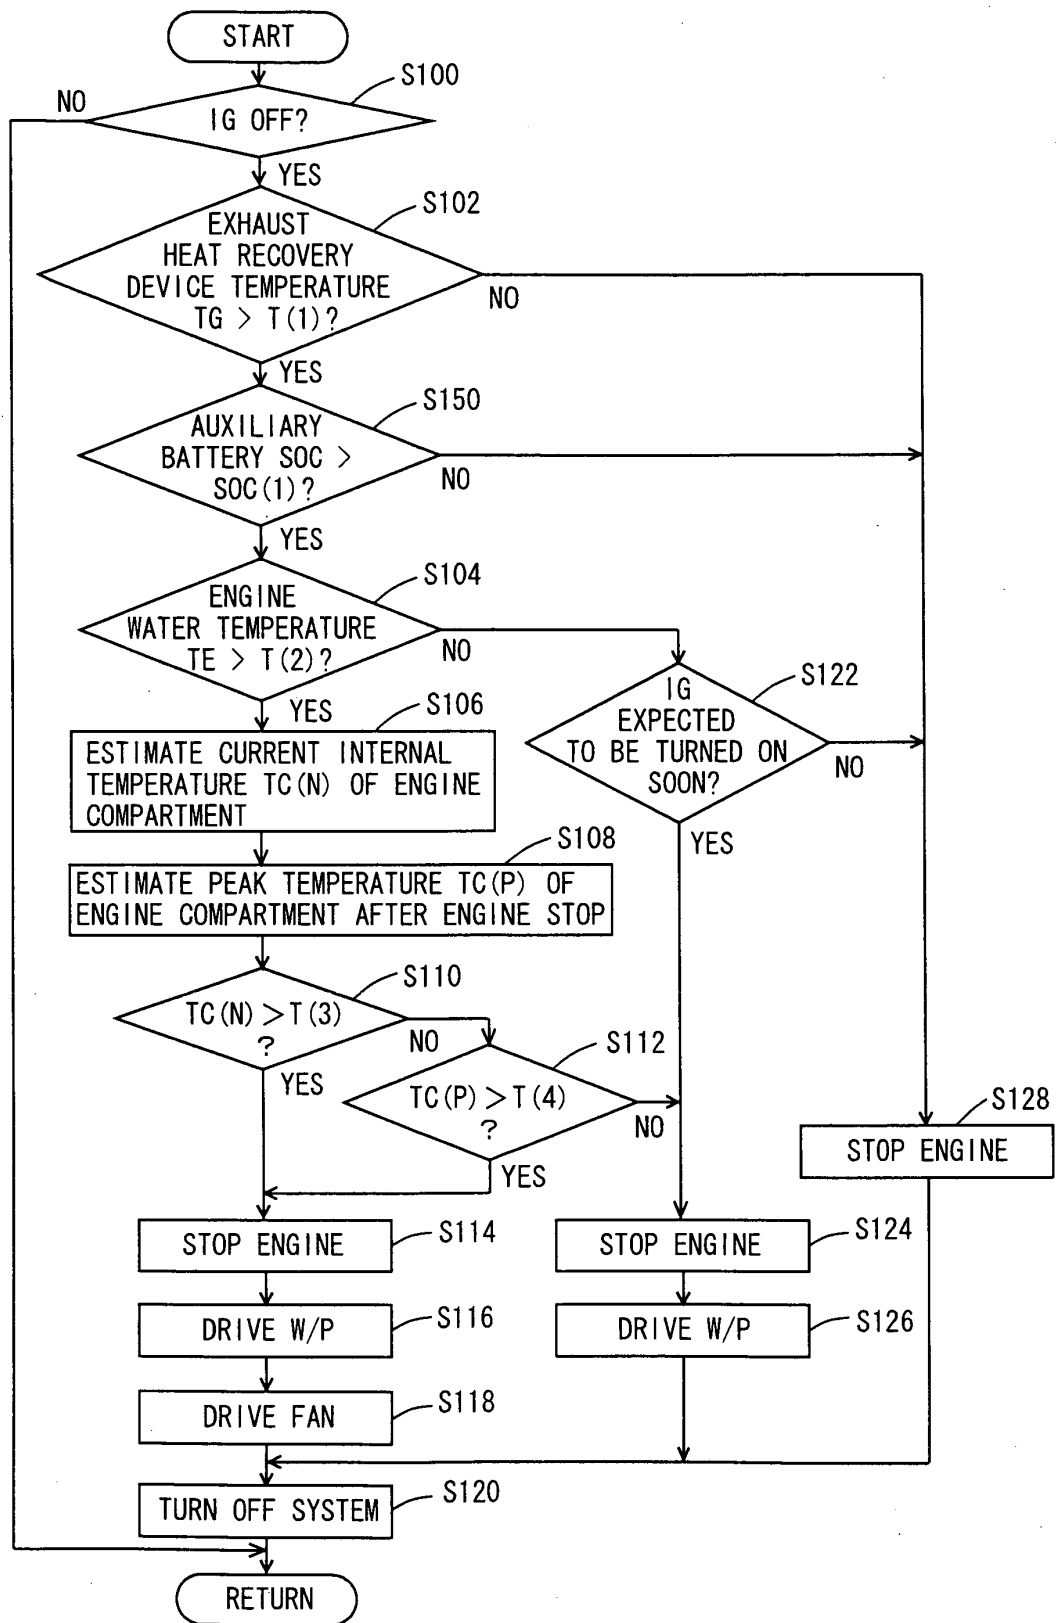 START
S100
NO
IG OFF?
YES
S102
EXHAUST
HEAT RECOVERY
DEVICE TEMPERATURE
TG > T(1)?
NO
YES
S150
AUXILIARY
BATTERY SOC >
SOC(1)?
NO
YES
S104
ENGINE
WATER TEMPERATURE
TE > T(2)?
NO
YES
S122
IG
EXPECTED
TO BE TURNED ON
SOON?
NO
YES
S106
ESTIMATE CURRENT INTERNAL
TEMPERATURE TC(N) OF ENGINE
COMPARTMENT
S108
ESTIMATE PEAK TEMPERATURE TC(P) OF
ENGINE COMPARTMENT AFTER ENGINE STOP
S110
TC(N) > T(3)
?
NO
YES
S112
TC(P) > T(4)
?
NO
YES
S128
STOP ENGINE
STOP ENGINE
S114
STOP ENGINE
S124
DRIVE W/P
S116
DRIVE W/P
S126
DRIVE FAN
S118
TURN OFF SYSTEM
S120
RETURN